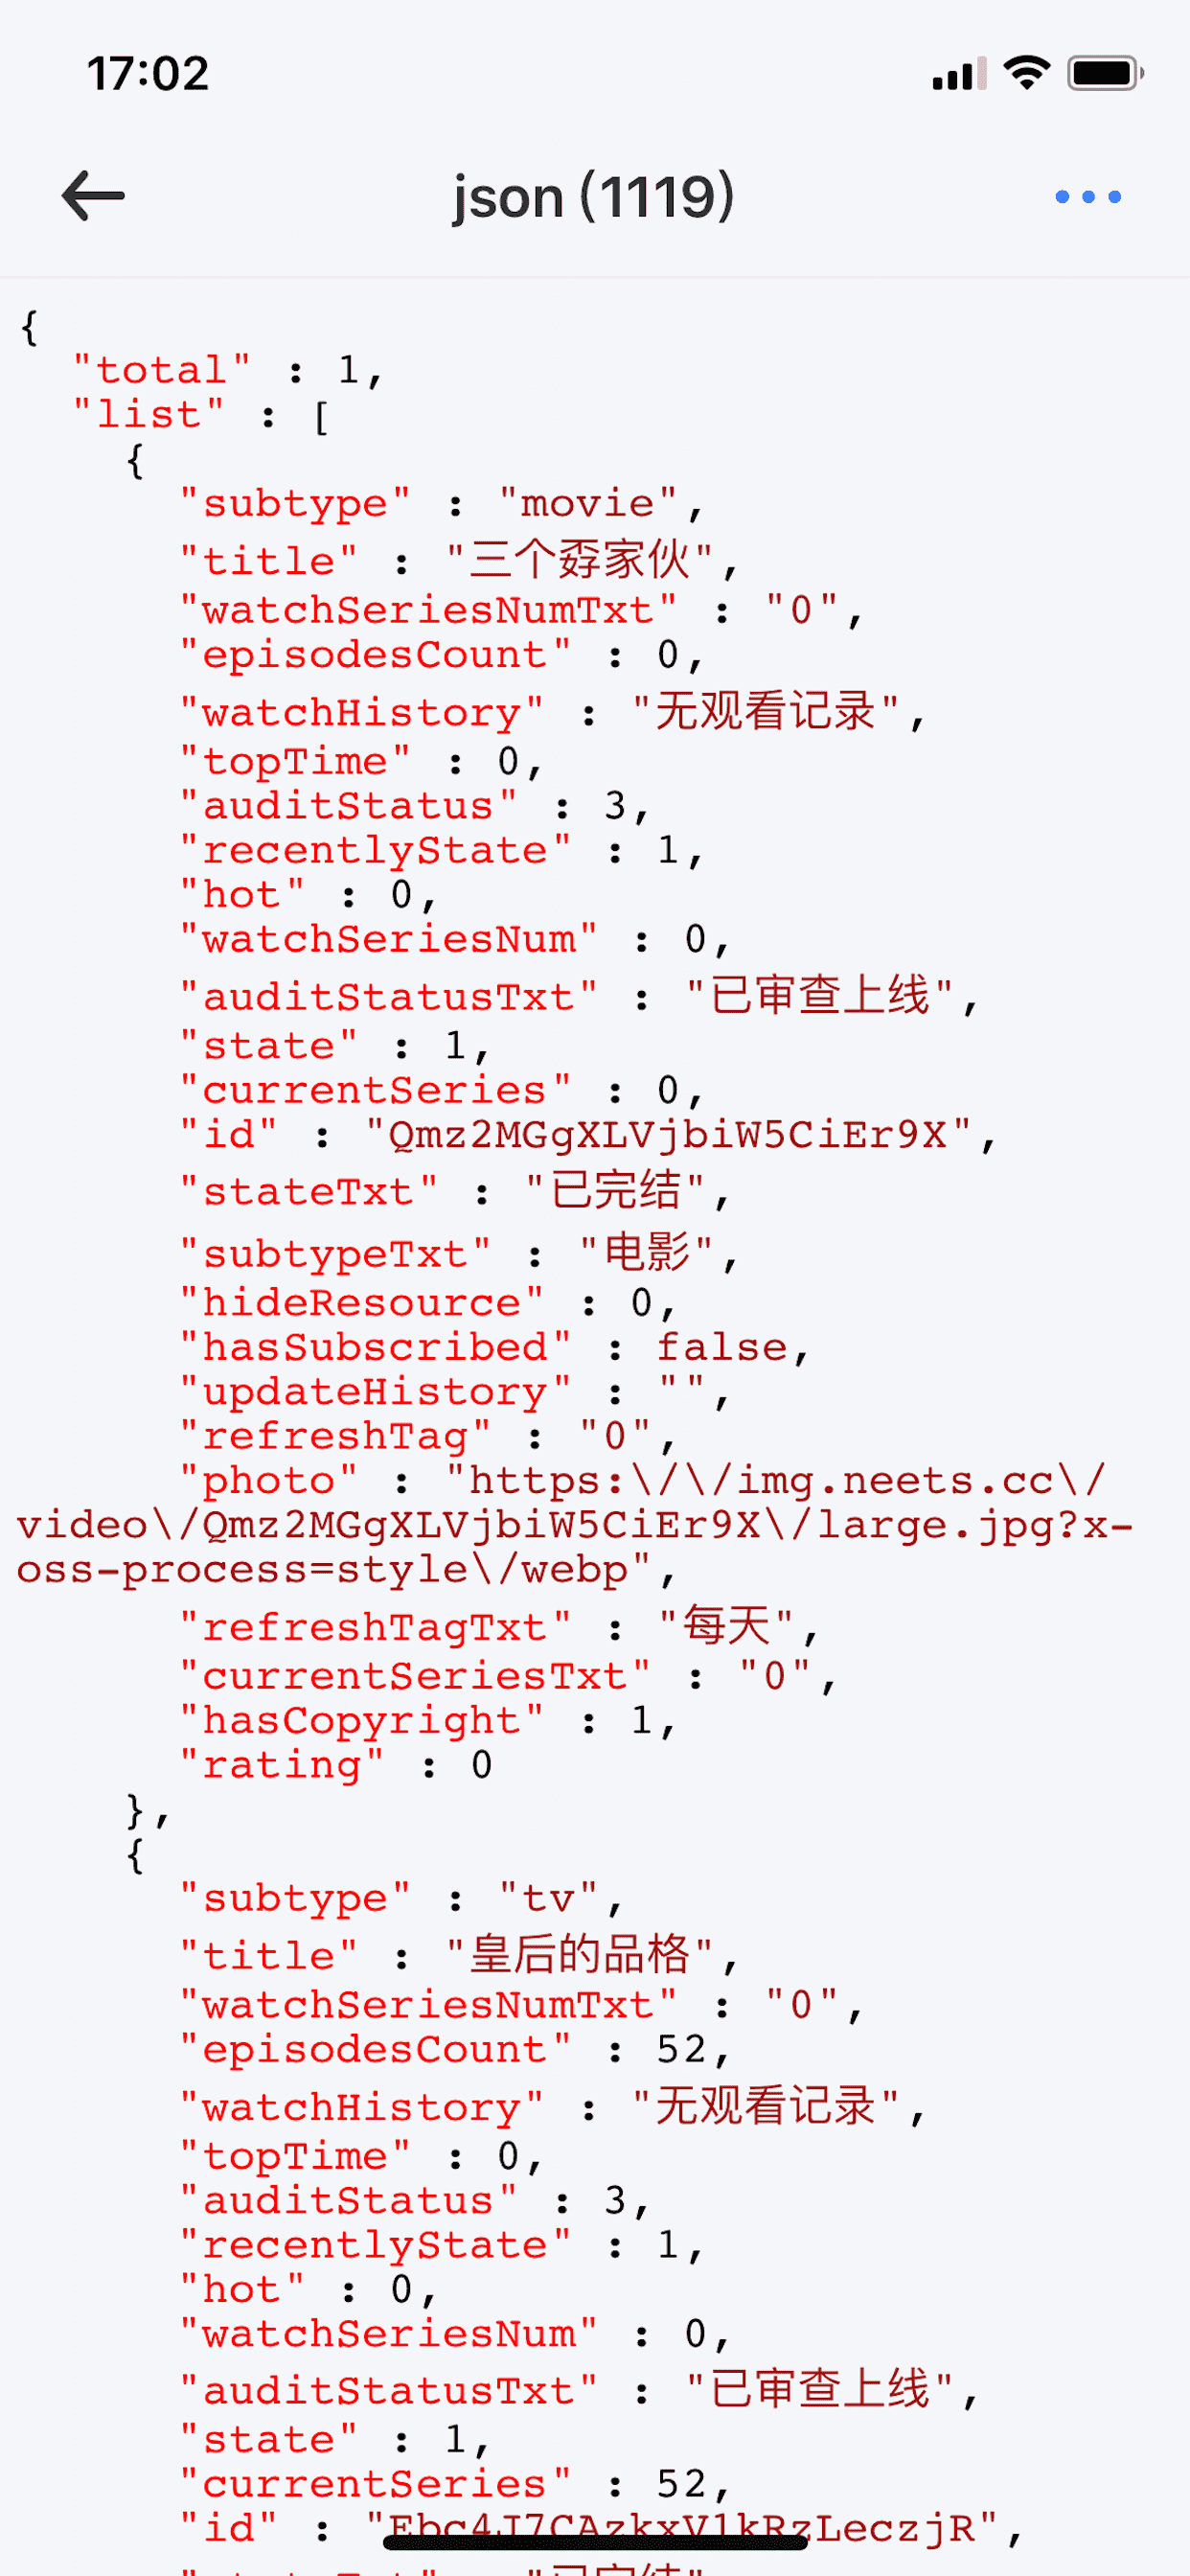 17:02
json (1119)
{
"total" : 1,
"list" : [
{
"subtype" : "movie",
"title" : "三个孬家伙",
"watchSeriesNumTxt" : "0",
"episodesCount" : 0,
"watchHistory" : "无观看记录",
"topTime" : 0,
"auditStatus" : 3,
"recentlyState" : 1,
"hot" : 0,
"watchSeriesNum" : 0,
"auditStatusTxt" : "已审查上线",
"state" : 1,
"currentSeries" : 0,
"id" : "Qmz2MGgXLVjbiW5CiEr9X",
"stateTxt" : "已完结",
"subtypeTxt" : "电影",
"hideResource" : 0,
"hasSubscribed" : false,
"updateHistory" : "",
"refreshTag" : "0",
"photo" : "https:\/\/img.neets.cc\/
video\/Qmz2MGgXLVjbiW5CiEr9X\/large.jpg?x-
oss-process=style\/webp",
"refreshTagTxt" : "每天",
"currentSeriesTxt" : "0",
"hasCopyright" : 1,
"rating" : 0
},
{
"subtype" : "tv",
"title" : "皇后的品格",
"watchSeriesNumTxt" : "0",
"episodesCount" : 52,
"watchHistory" : "无观看记录",
"topTime" : 0,
"auditStatus" : 3,
"recentlyState" : 1,
"hot" : 0,
"watchSeriesNum" : 0,
"auditStatusTxt" : "已审查上线",
"state" : 1,
"currentSeries" : 52,
"id" : "Ebc4J7CAzkxV1kRzLeczjR",